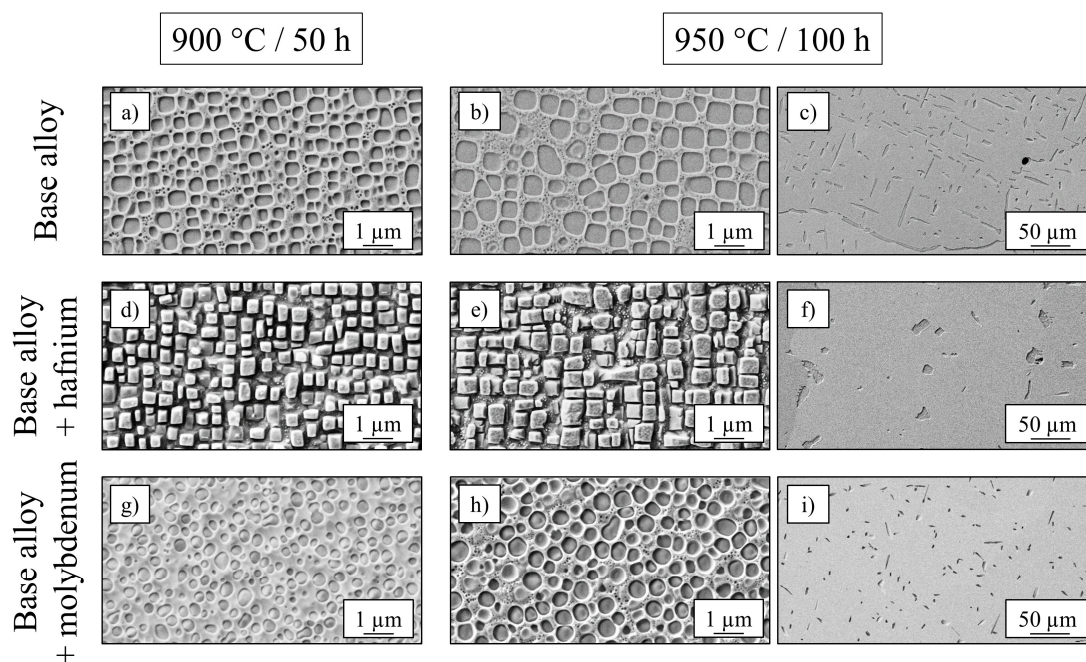 900 °C / 50 h
950 °C / 100 h
Base alloy
a)
1 µm
b)
1 µm
c)
50 µm
Base alloy
+ hafnium
d)
1 µm
e)
1 µm
f)
50 µm
Base alloy
+ molybdenum
g)
1 µm
h)
1 µm
i)
50 µm